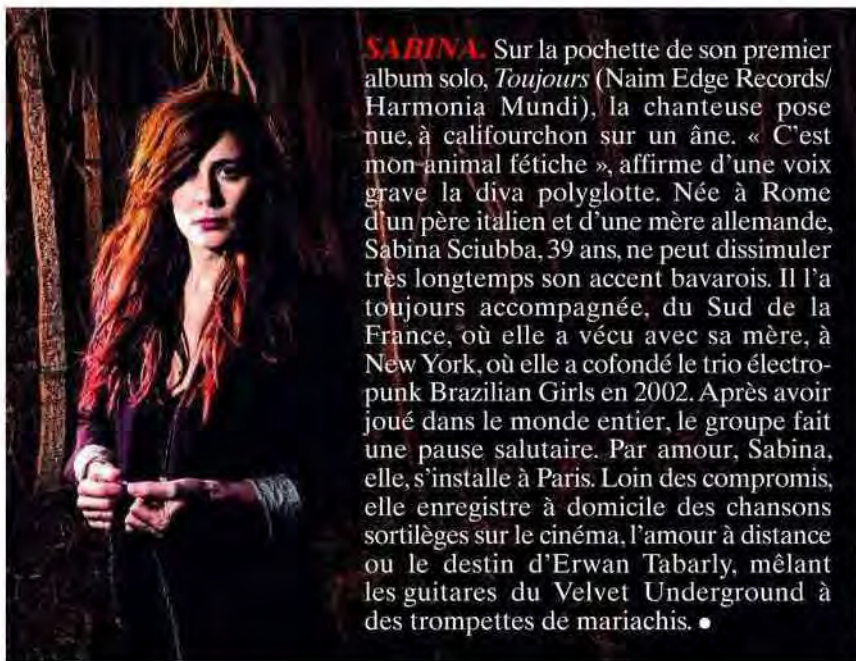 SABINA. Sur la pochette de son premier
album solo, Toujours (Naim Edge Records/
Harmonia Mundi), la chanteuse pose
nue, à califourchon sur un âne. « C'est
mon animal fétiche », affirme d'une voix
grave la diva polyglotte. Née à Rome
d'un père italien et d'une mère allemande,
Sabina Sciubba, 39 ans, ne peut dissimuler
très longtemps son accent bavarois. Il l'a
toujours accompagnée, du Sud de la
France, où elle a vécu avec sa mère, à
New York, où elle a cofondé le trio électro-
punk Brazilian Girls en 2002. Après avoir
joué dans le monde entier, le groupe fait
une pause salutaire. Par amour, Sabina,
elle, s'installe à Paris. Loin des compromis,
elle enregistre à domicile des chansons
sortilèges sur le cinéma, l'amour à distance
ou le destin d'Erwan Tabarly, mêlant
les guitares du Velvet Underground à
des trompettes de mariachis. •